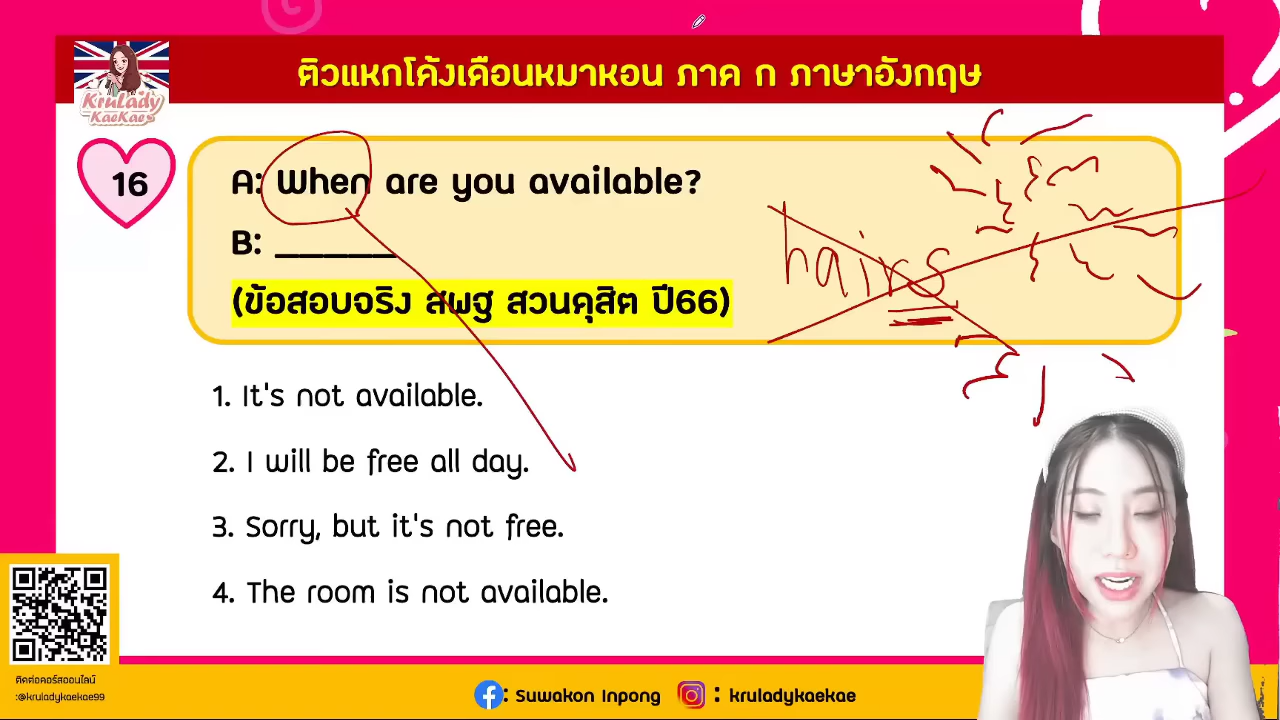 ติวแหกโค้งเดือนหมาหอน ภาค ก ภาษาอังกฤษ
KruLady
KaeKaes
16
A: When are you available?
B: _____
(ข้อสอบจริง สพฐ สวนดุสิต ปี66)
hairs
1. It's not available.
2. I will be free all day.
3. Sorry, but it's not free.
4. The room is not available.
ติดต่อคอร์สออนไลน์
:@kruladykaekae99
: Suwakon Inpong
: kruladykaekae